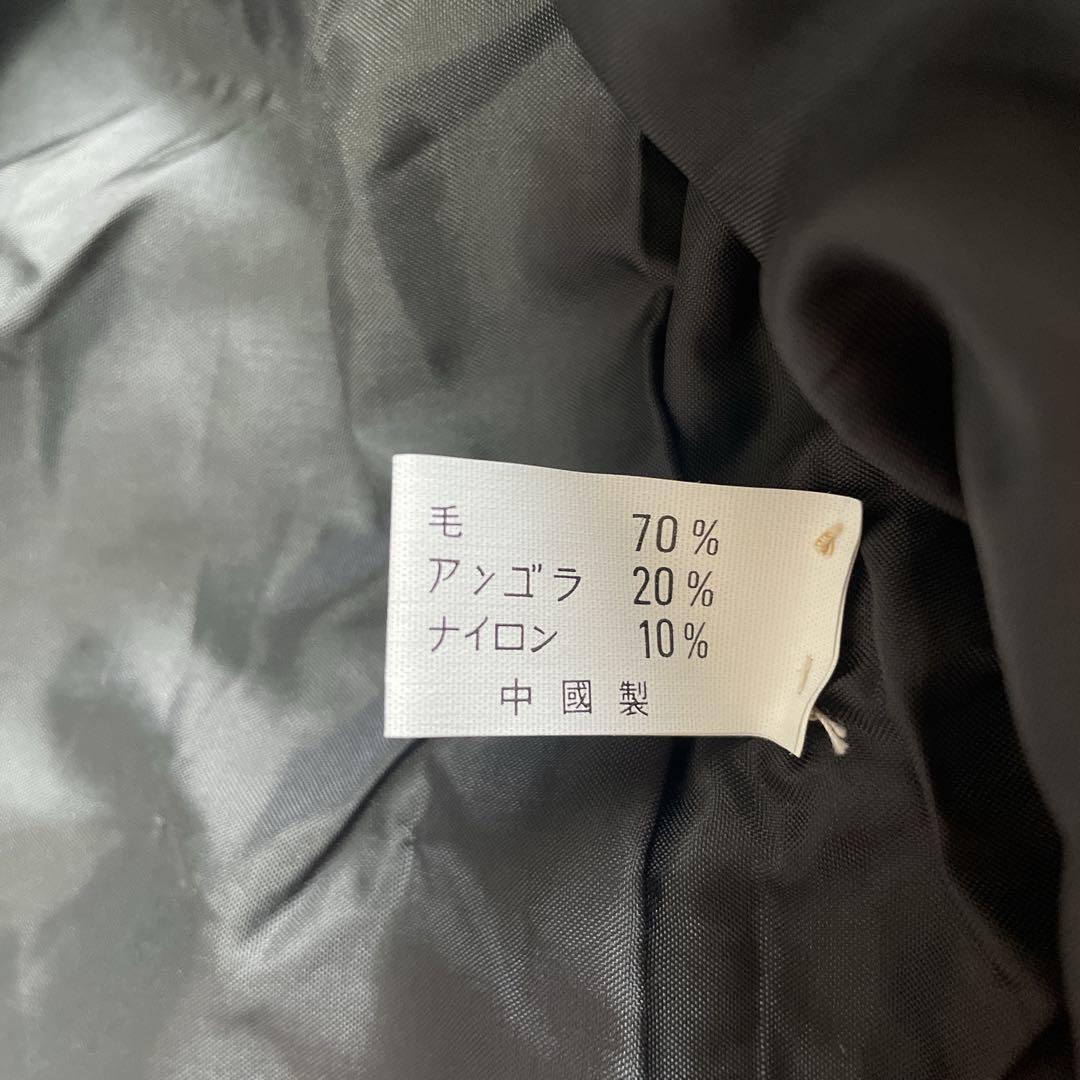 毛 70%
アンゴラ 20%
ナイロン 10%
中國製